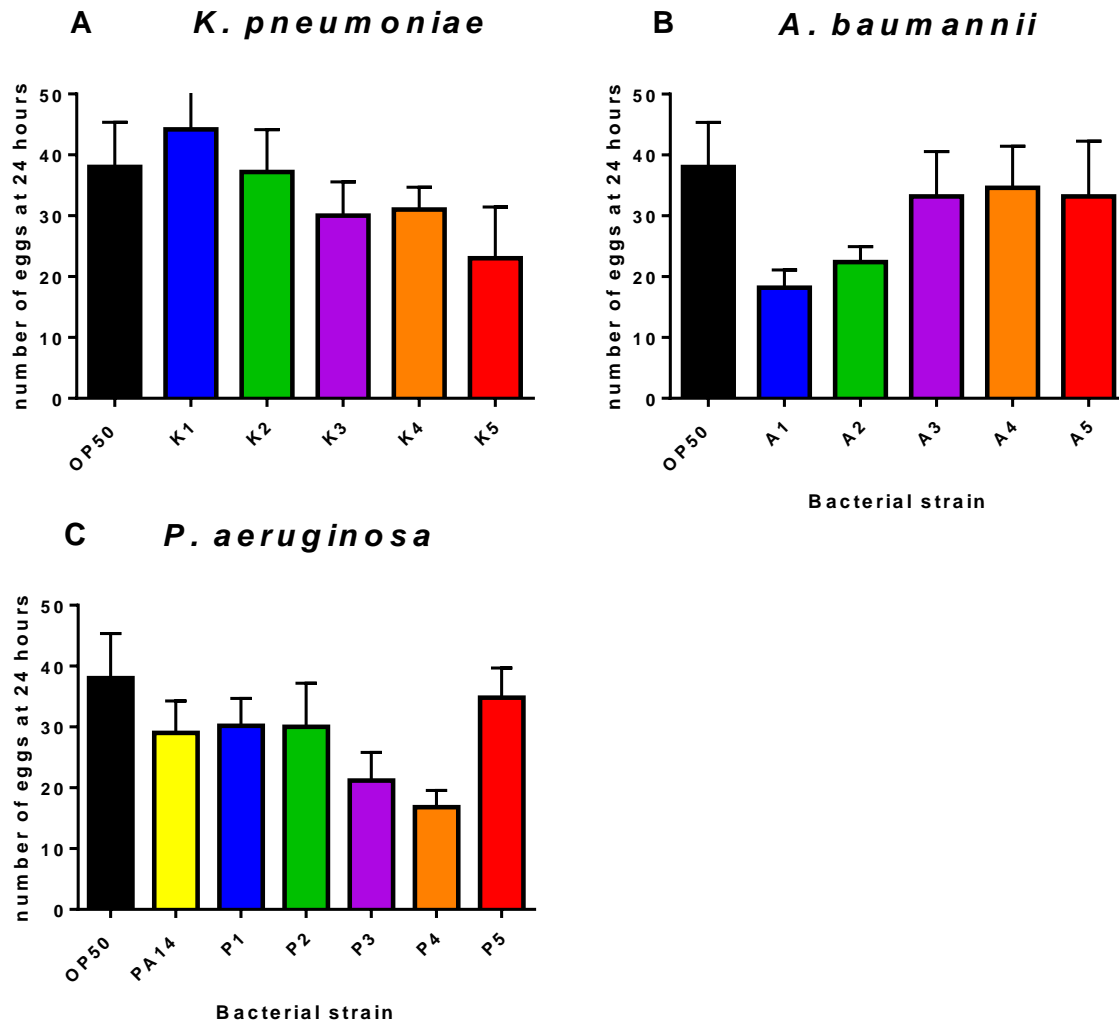 A K. pneumoniae
number of eggs at 24 hours
50
40
30
20
10
0
OP50 K1 K2 K3 K4 K5
B A. baumannii
number of eggs at 24 hours
50
40
30
20
10
0
OP50 A1 A2 A3 A4 A5
Bacterial strain
C P. aeruginosa
number of eggs at 24 hours
50
40
30
20
10
0
OP50 PA14 P1 P2 P3 P4 P5
Bacterial strain